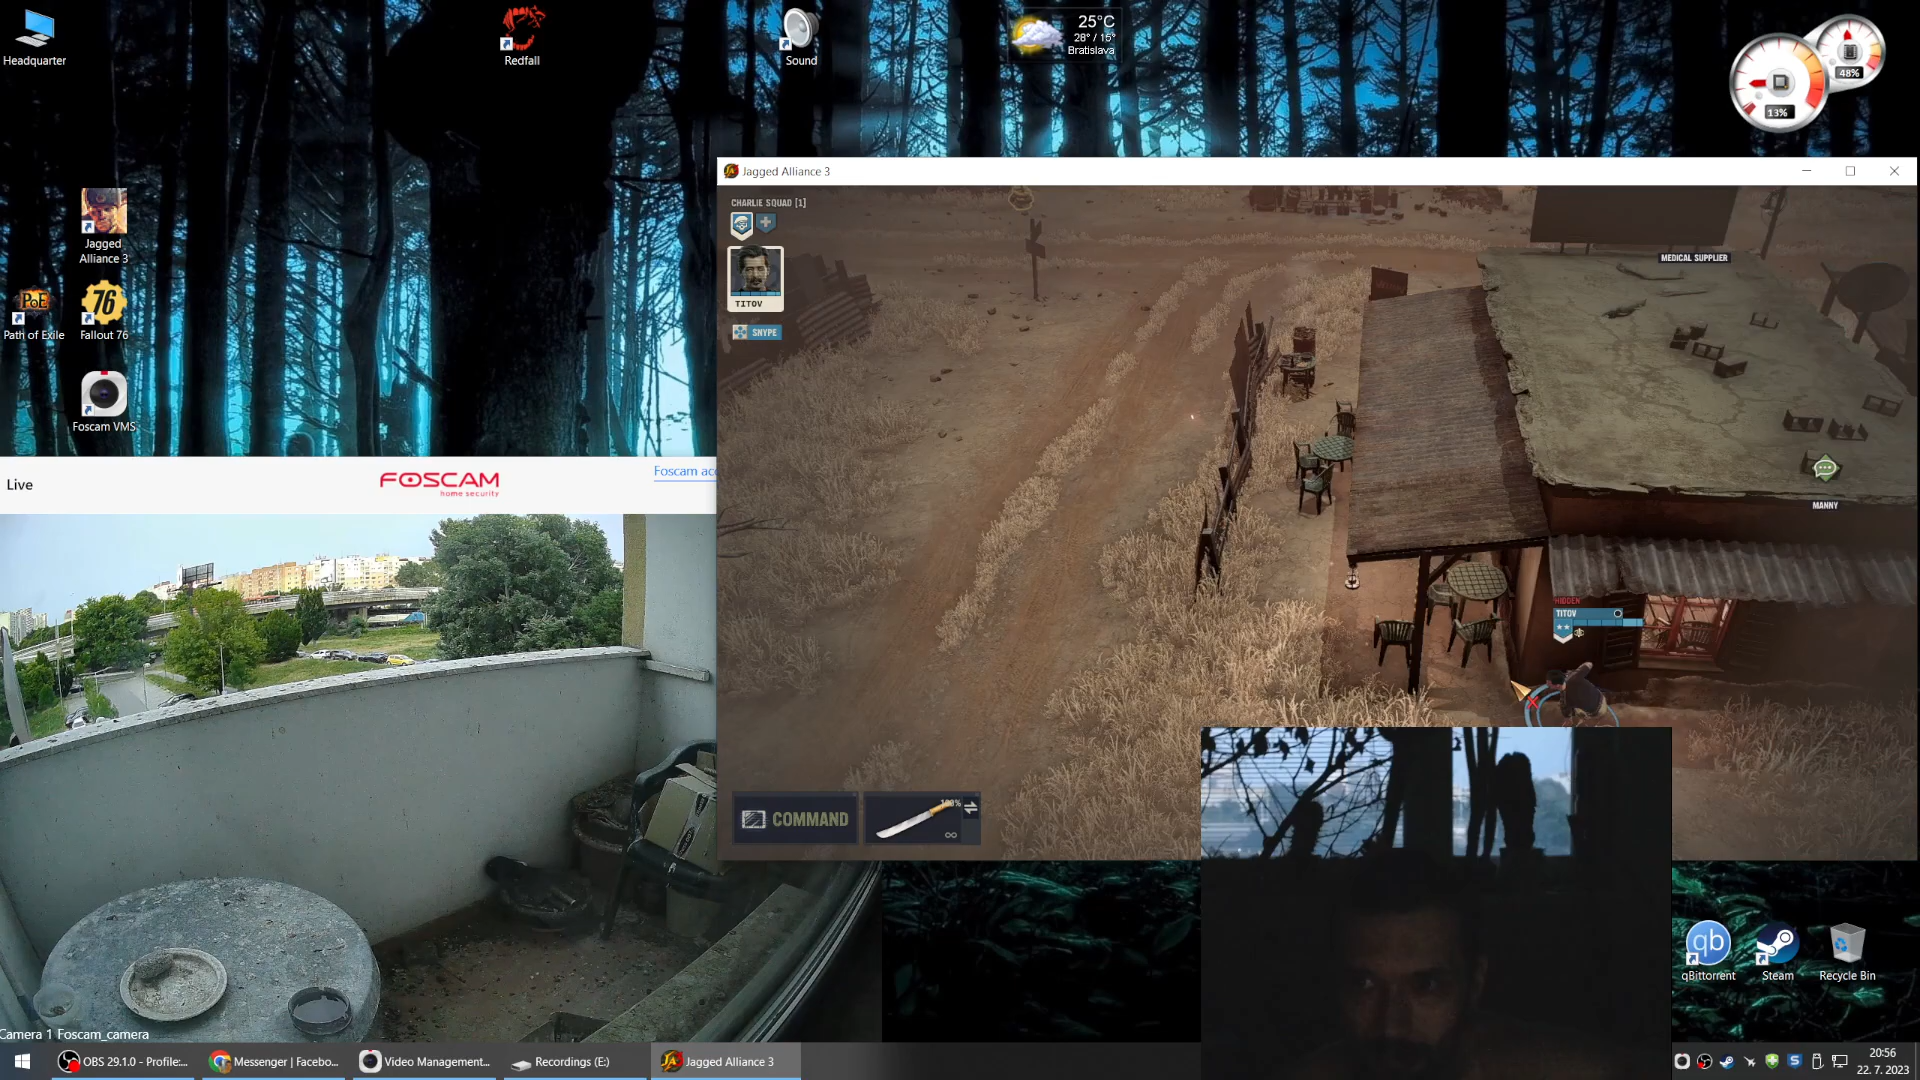 Headquarter
Redfall
Sound
25°C
28° / 15°
Bratislava
48%
13%
Jagged
Alliance 3
PoE
Path of Exile
76
Fallout 76
Foscam VMS
Jagged Alliance 3
CHARLIE SQUAD [1]
TITOV
SNYPE
MEDICAL SUPPLIER
MANNY
HIDDEN
TITOV
COMMAND
100%
∞
Live
FOSCAM
home security
Foscam acc
Camera 1 Foscam_camera
qb
qBittorrent
Steam
Recycle Bin
OBS 29.1.0 - Profile:...
Messenger | Facebo...
Video Management...
Recordings (E:)
Jagged Alliance 3
20:56
22. 7. 2023